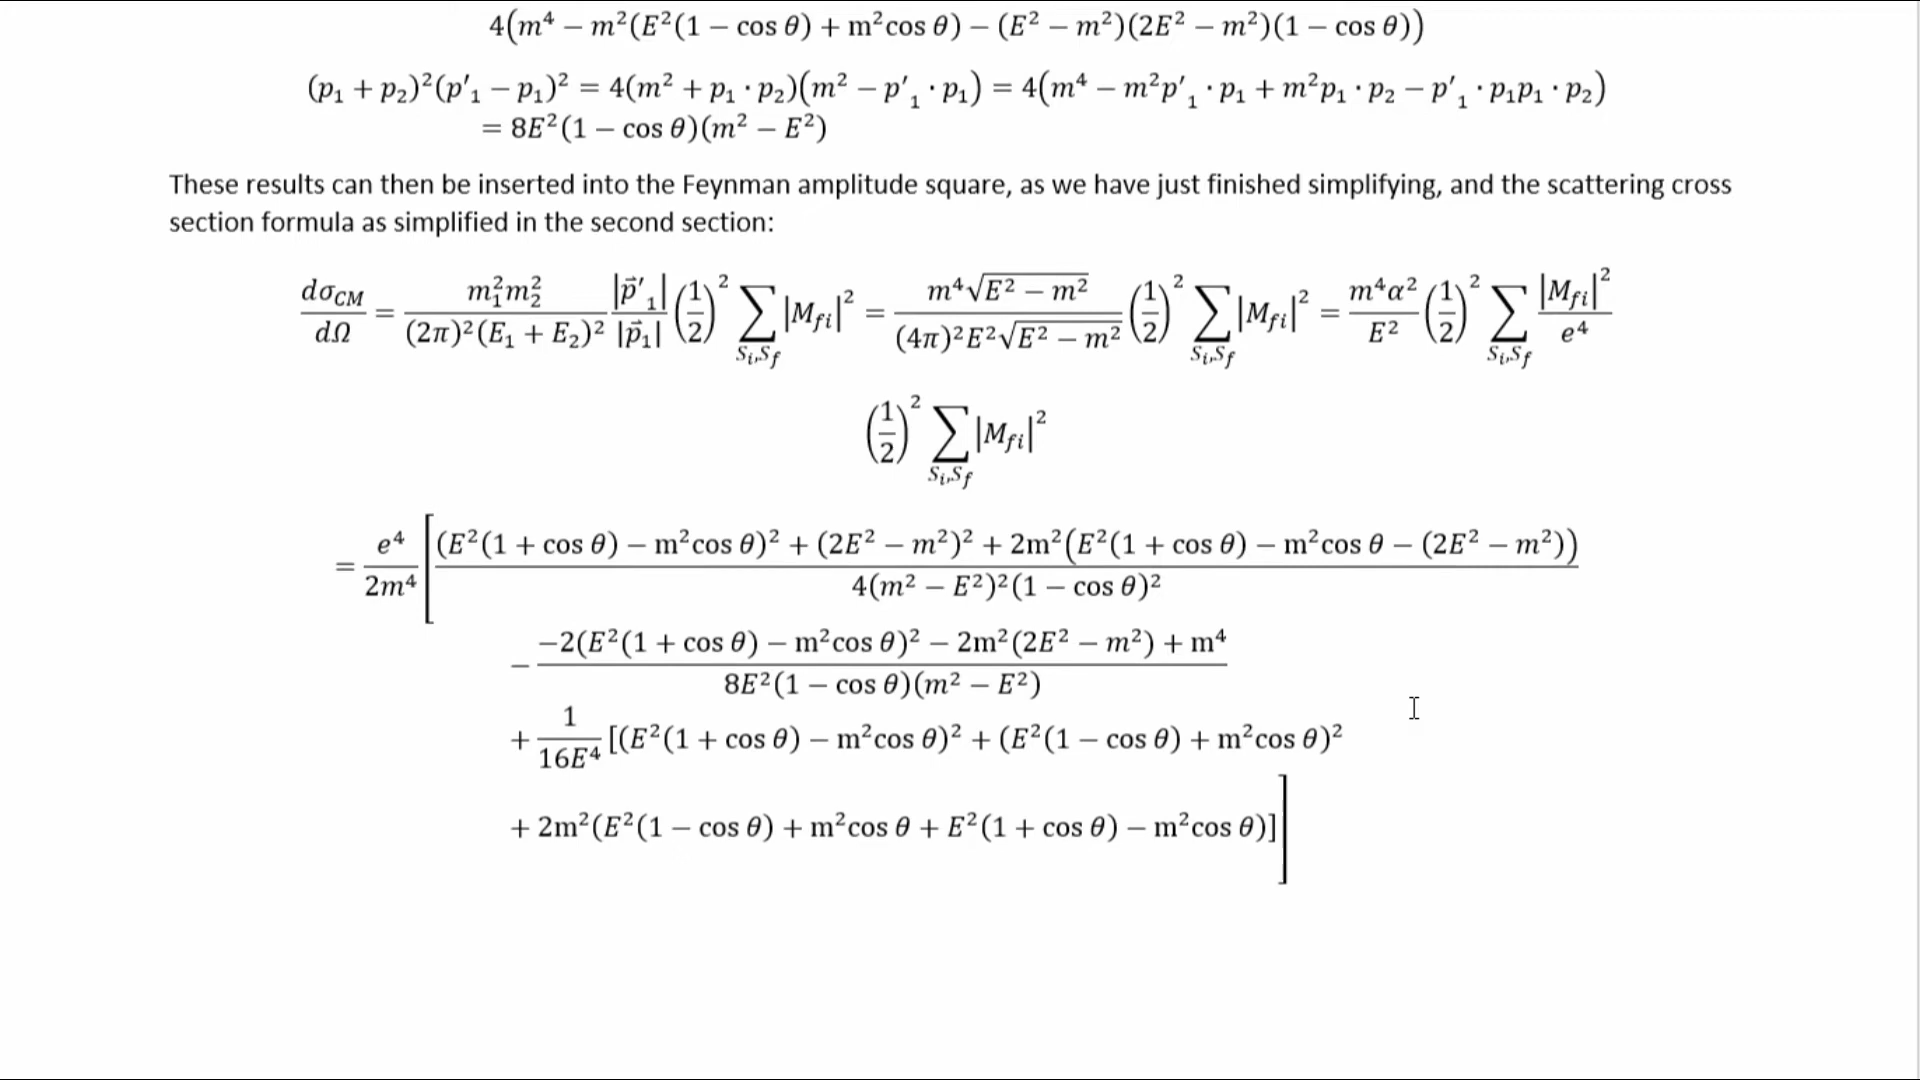 4(m⁴ − m²(E²(1 − cos θ) + m²cos θ) − (E² − m²)(2E² − m²)(1 − cos θ))
(p₁ + p₂)²(p′₁ − p₁)² = 4(m² + p₁ · p₂)(m² − p′₁ · p₁) = 4(m⁴ − m²p′₁ · p₁ + m²p₁ · p₂ − p′₁ · p₁p₁ · p₂)
= 8E²(1 − cos θ)(m² − E²)
These results can then be inserted into the Feynman amplitude square, as we have just finished simplifying, and the scattering cross
section formula as simplified in the second section:
dσ_CM/dΩ = m₁²m₂²/((2π)²(E₁ + E₂)²) |p⃗′₁|/|p⃗₁| (1/2)² ∑_{Sᵢ,S_f} |M_fi|² = m⁴√(E² − m²)/((4π)²E²√(E² − m²)) (1/2)² ∑_{Sᵢ,S_f} |M_fi|² = m⁴α²/E² (1/2)² ∑_{Sᵢ,S_f} |M_fi|²/e⁴
(1/2)² ∑_{Sᵢ,S_f} |M_fi|²
= e⁴/2m⁴ [ ((E²(1 + cos θ) − m²cos θ)² + (2E² − m²)² + 2m²(E²(1 + cos θ) − m²cos θ − (2E² − m²)))/(4(m² − E²)²(1 − cos θ)²)
− (−2(E²(1 + cos θ) − m²cos θ)² − 2m²(2E² − m²) + m⁴)/(8E²(1 − cos θ)(m² − E²))
+ 1/16E⁴ [(E²(1 + cos θ) − m²cos θ)² + (E²(1 − cos θ) + m²cos θ)²
+ 2m²(E²(1 − cos θ) + m²cos θ + E²(1 + cos θ) − m²cos θ)] ]